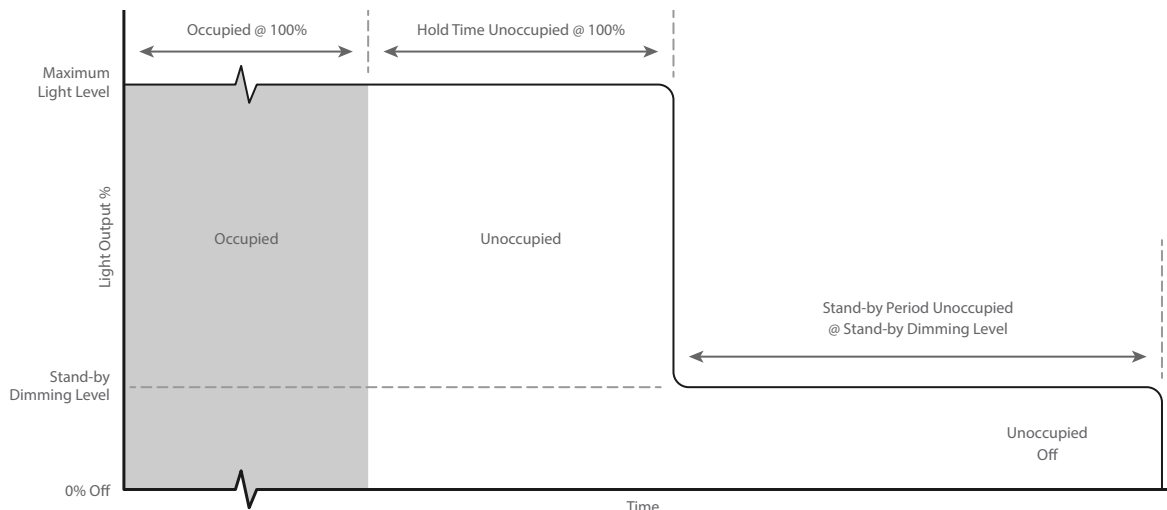 Occupied @ 100%
Hold Time Unoccupied @ 100%
Maximum
Light Level
Light Output %
Occupied
Unoccupied
Stand-by Period Unoccupied
@ Stand-by Dimming Level
Stand-by
Dimming Level
Unoccupied
Off
0% Off
Time